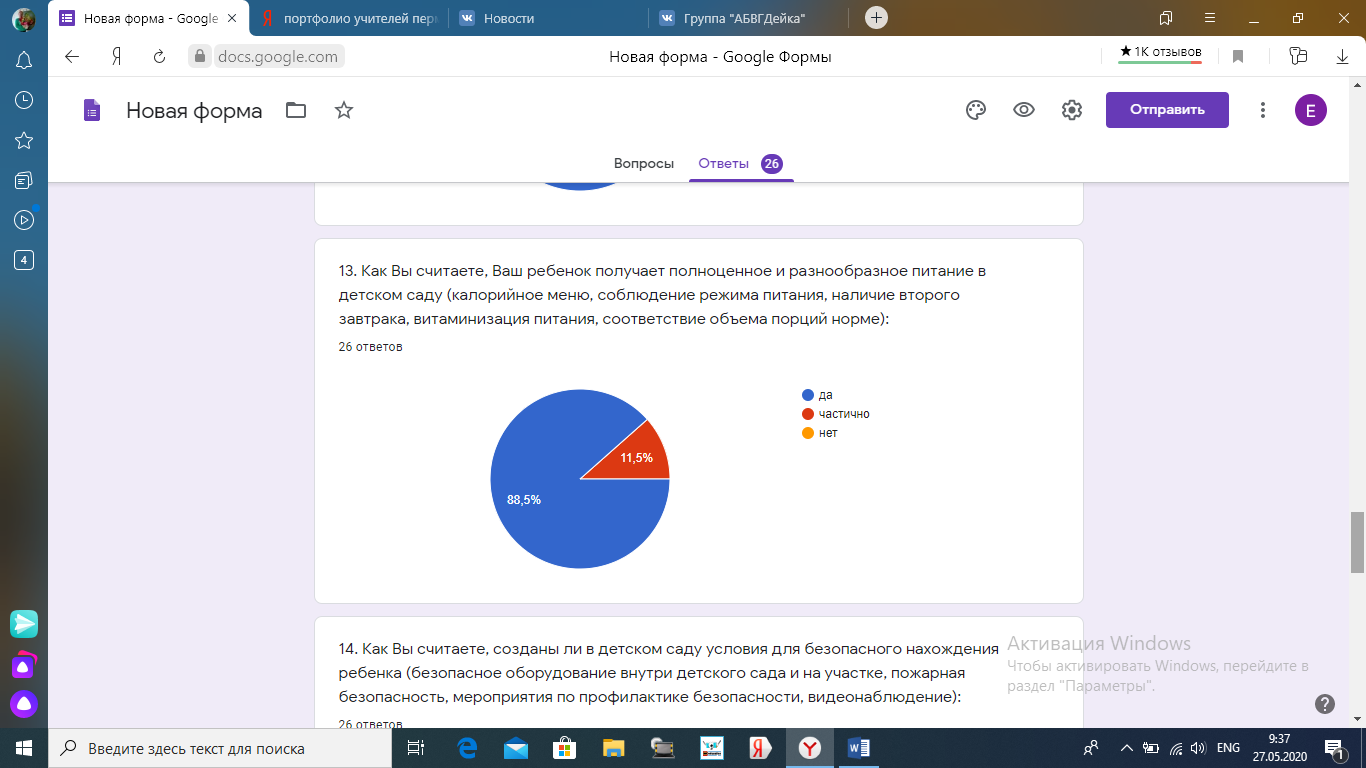 Новая форма - Google
портфолио учителей пер
Новости
Группа "АБВГДейка"
docs.google.com
Новая форма - Google Формы
★ 1К отзывов
Новая форма
Отправить
E
Вопросы
Ответы 26
13. Как Вы считаете, Ваш ребенок получает полноценное и разнообразное питание в
детском саду (калорийное меню, соблюдение режима питания, наличие второго
завтрака, витаминизация питания, соответствие объема порций норме):
26 ответов
да
частично
нет
11,5%
88,5%
14. Как Вы считаете, созданы ли в детском саду условия для безопасного нахождения
ребенка (безопасное оборудование внутри детского сада и на участке, пожарная
безопасность, мероприятия по профилактике безопасности, видеонаблюдение):
26 ответов
Активация Windows
Чтобы активировать Windows, перейдите в
раздел "Параметры".
4
Введите здесь текст для поиска
ENG
9:37
27.05.2020
1